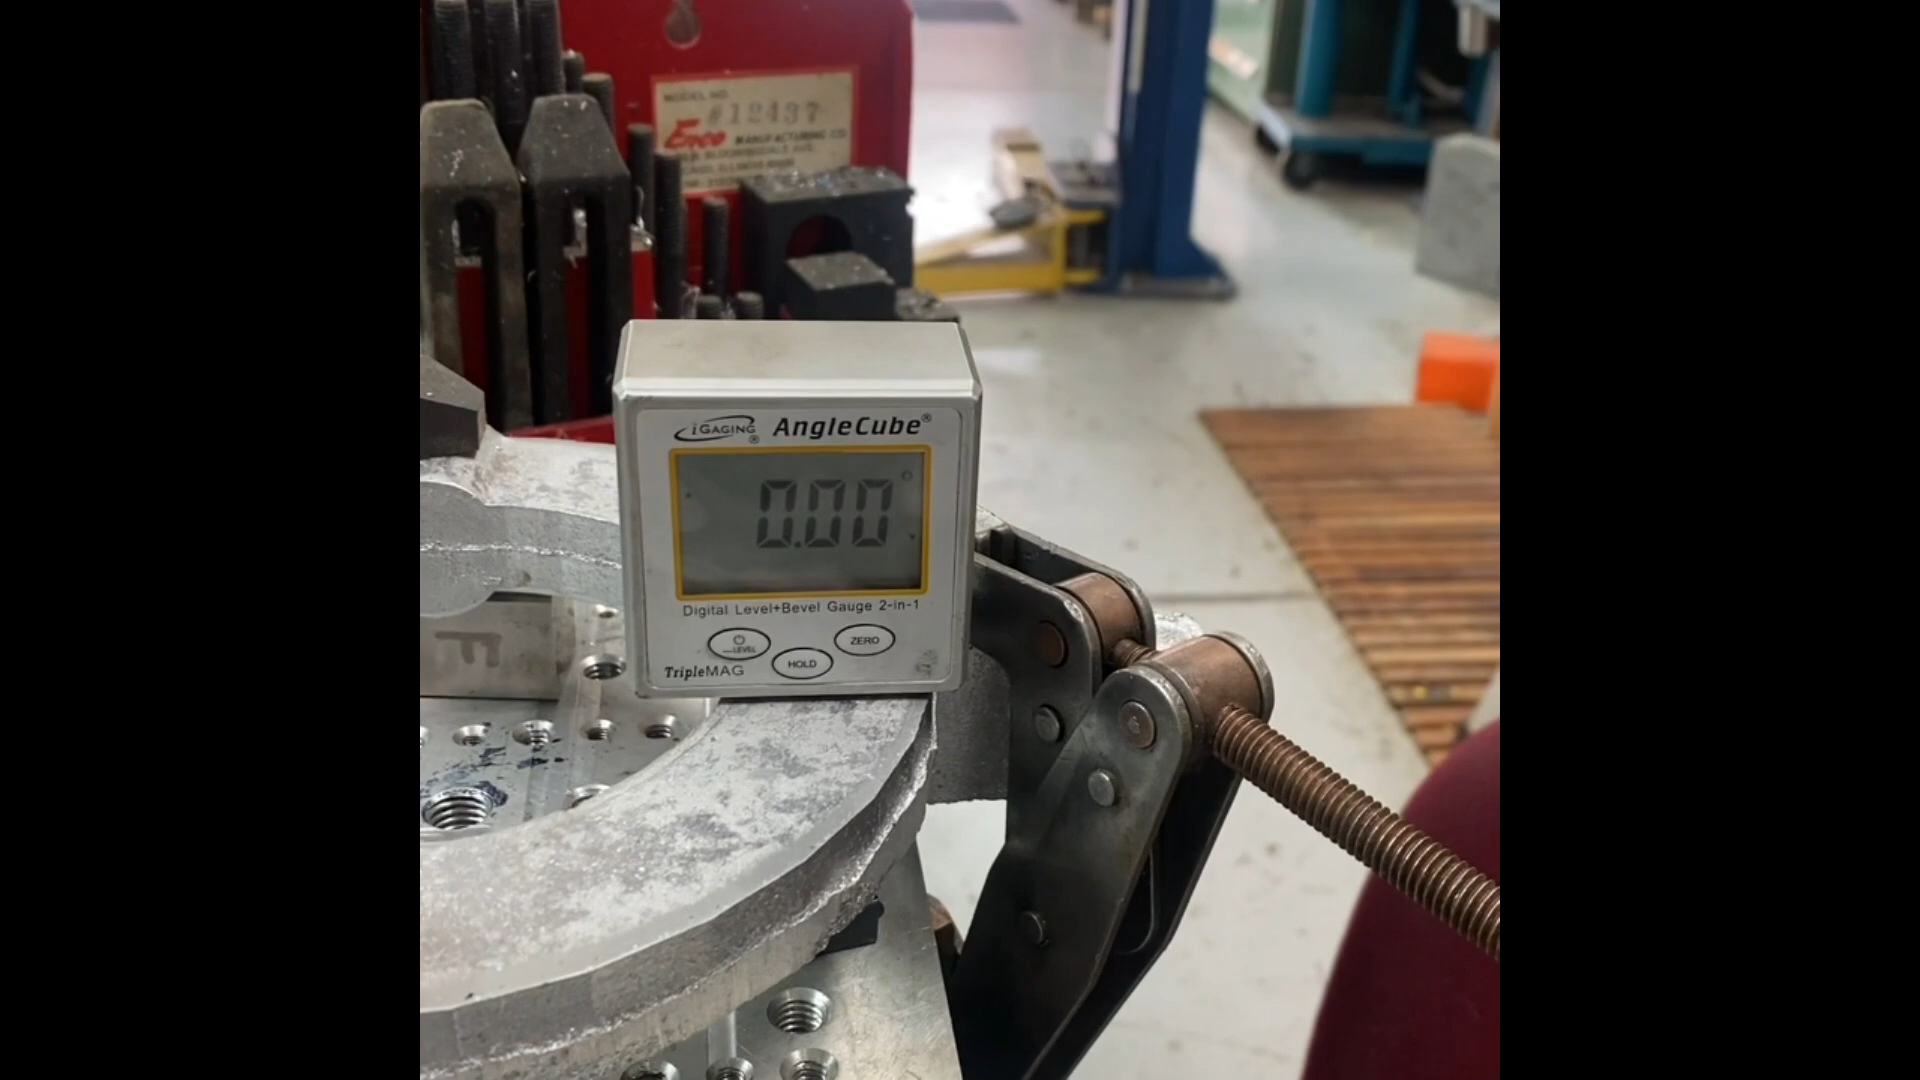 MODEL NO.
#12437
Enco MANUFACTURING CO.
iGAGING® AngleCube®
0.00°
Digital Level+Bevel Gauge 2-in-1
LEVEL
HOLD
ZERO
TripleMAG
F